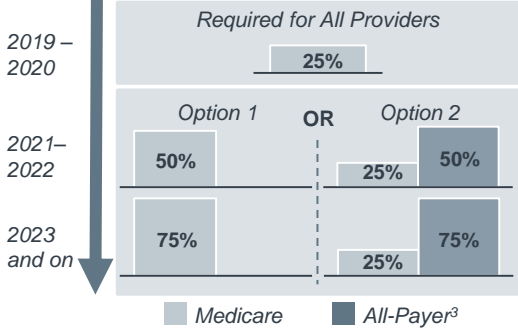 Required for All Providers
2019 –
2020
25%
Option 1 OR Option 2
2021–
2022
50% 25% 50%
2023
and on
75% 25% 75%
Medicare All-Payer³